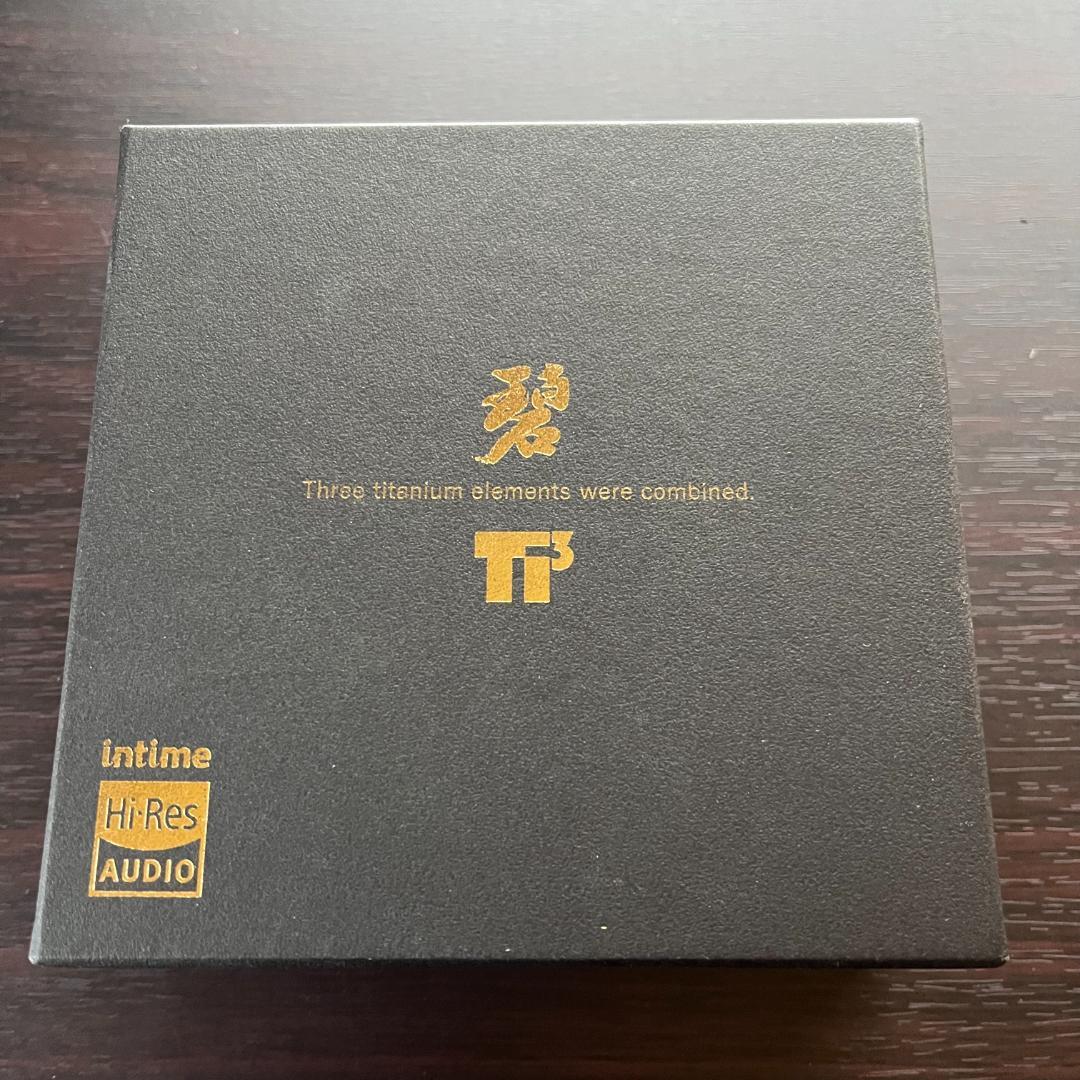 碧
Three titanium elements were combined.
Ti³
intime
Hi-Res
AUDIO